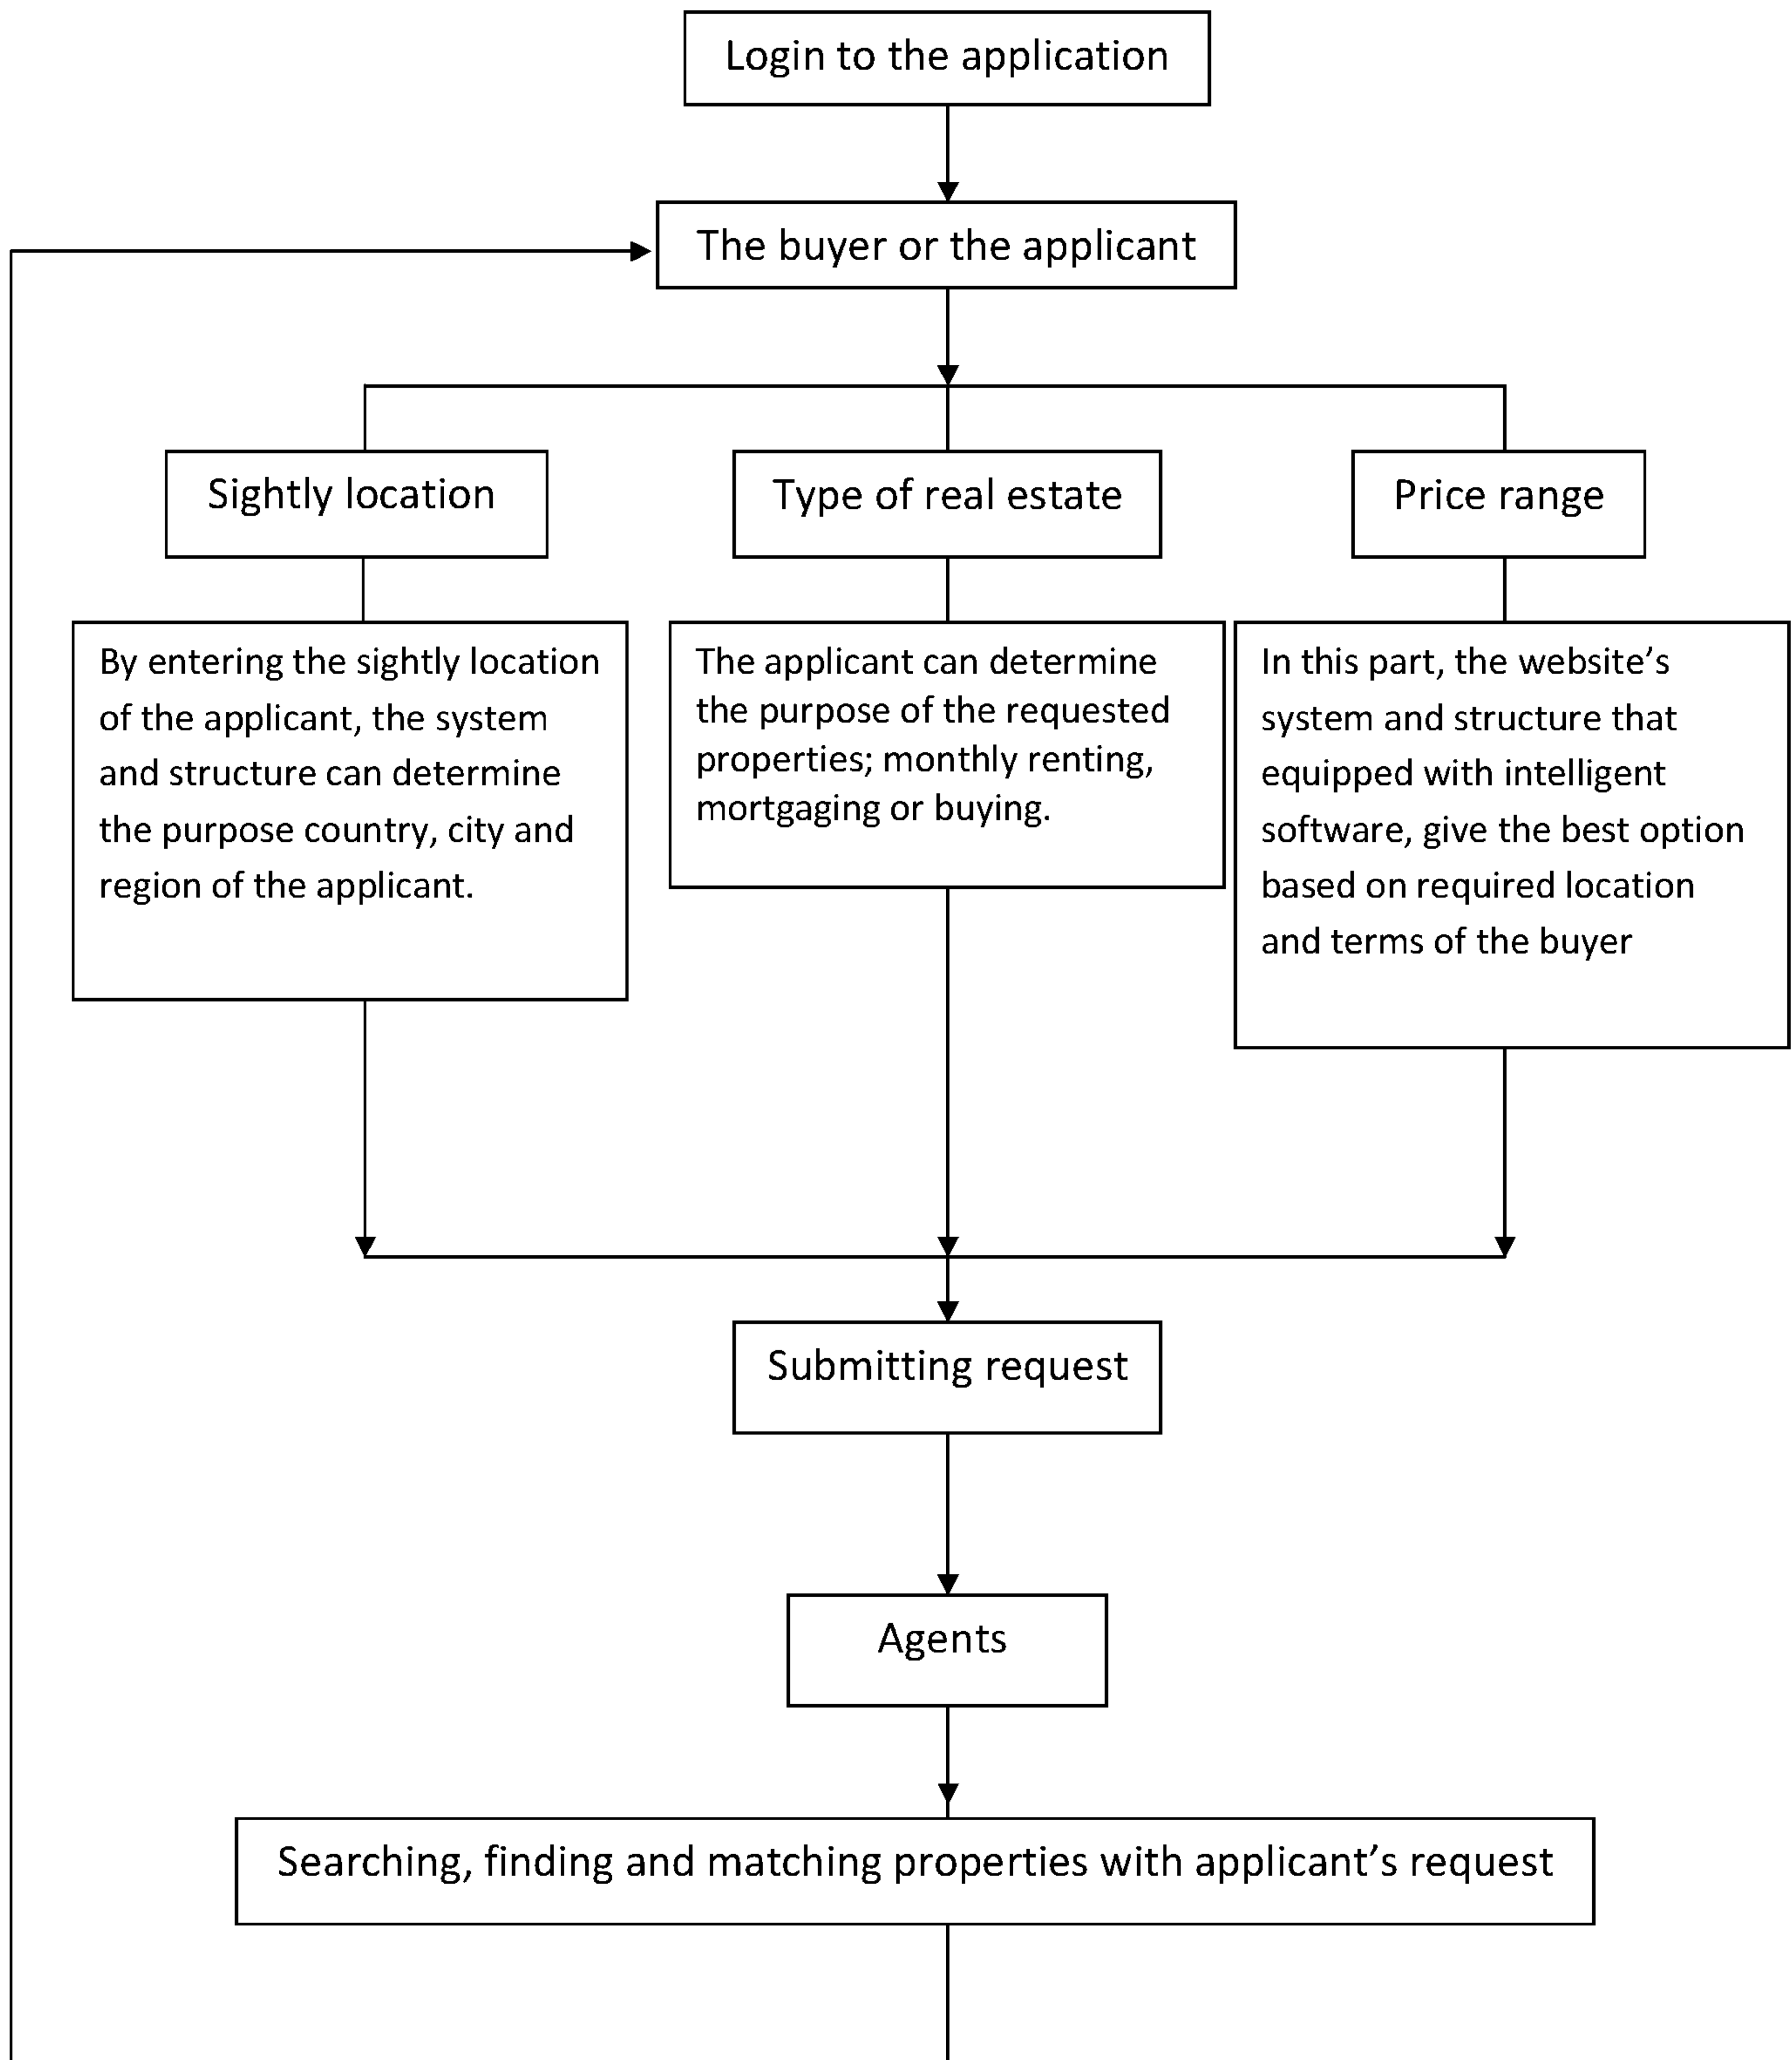 Login to the application
The buyer or the applicant
Sightly location
Type of real estate
Price range
By entering the sightly location
of the applicant, the system
and structure can determine
the purpose country, city and
region of the applicant.
The applicant can determine
the purpose of the requested
properties; monthly renting,
mortgaging or buying.
In this part, the website’s
system and structure that
equipped with intelligent
software, give the best option
based on required location
and terms of the buyer
Submitting request
Agents
Searching, finding and matching properties with applicant’s request